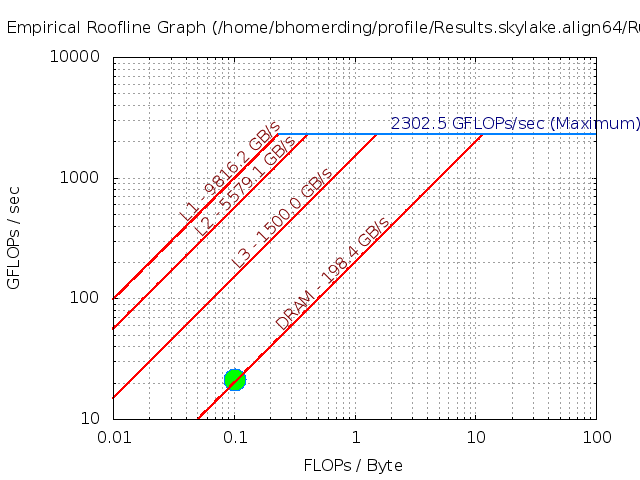 Empirical Roofline Graph (/home/bhomerding/profile/Results.skylake.align64/R
10000
2302.5 GFLOPs/sec (Maximum)
L1 - 9816.2 GB/s
L2 - 5579.1 GB/s
1000
L3 - 1500.0 GB/s
GFLOPs / sec
DRAM - 198.4 GB/s
100
10
0.01 0.1 1 10 100
FLOPs / Byte